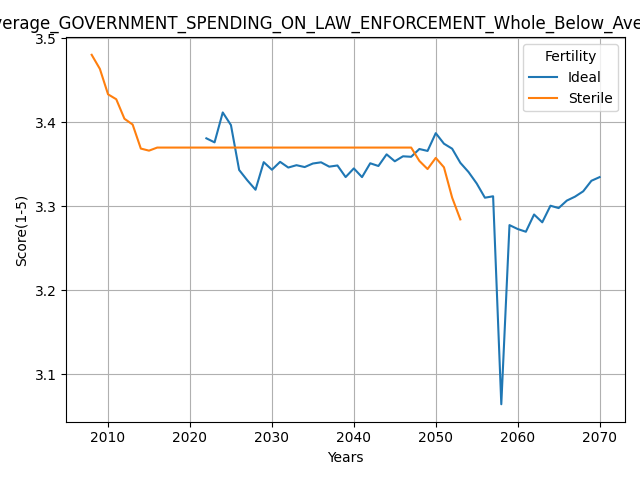 verage_GOVERNMENT_SPENDING_ON_LAW_ENFORCEMENT_Whole_Below_Ave
3.5
3.4
3.3
3.2
3.1
Score(1-5)
Fertility
Ideal
Sterile
2010 2020 2030 2040 2050 2060 2070
Years